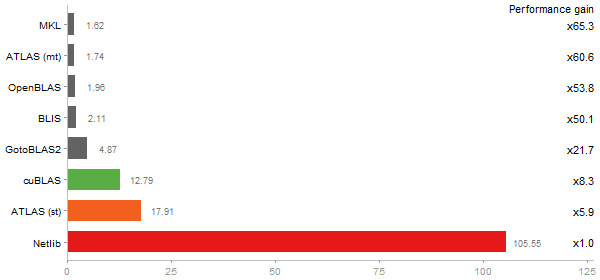 Performance gain
MKL 1.62 x65.3
ATLAS (mt) 1.74 x60.6
OpenBLAS 1.96 x53.8
BLIS 2.11 x50.1
GotoBLAS2 4.87 x21.7
cuBLAS 12.79 x8.3
ATLAS (st) 17.91 x5.9
Netlib 105.55 x1.0
0 25 50 75 100 125